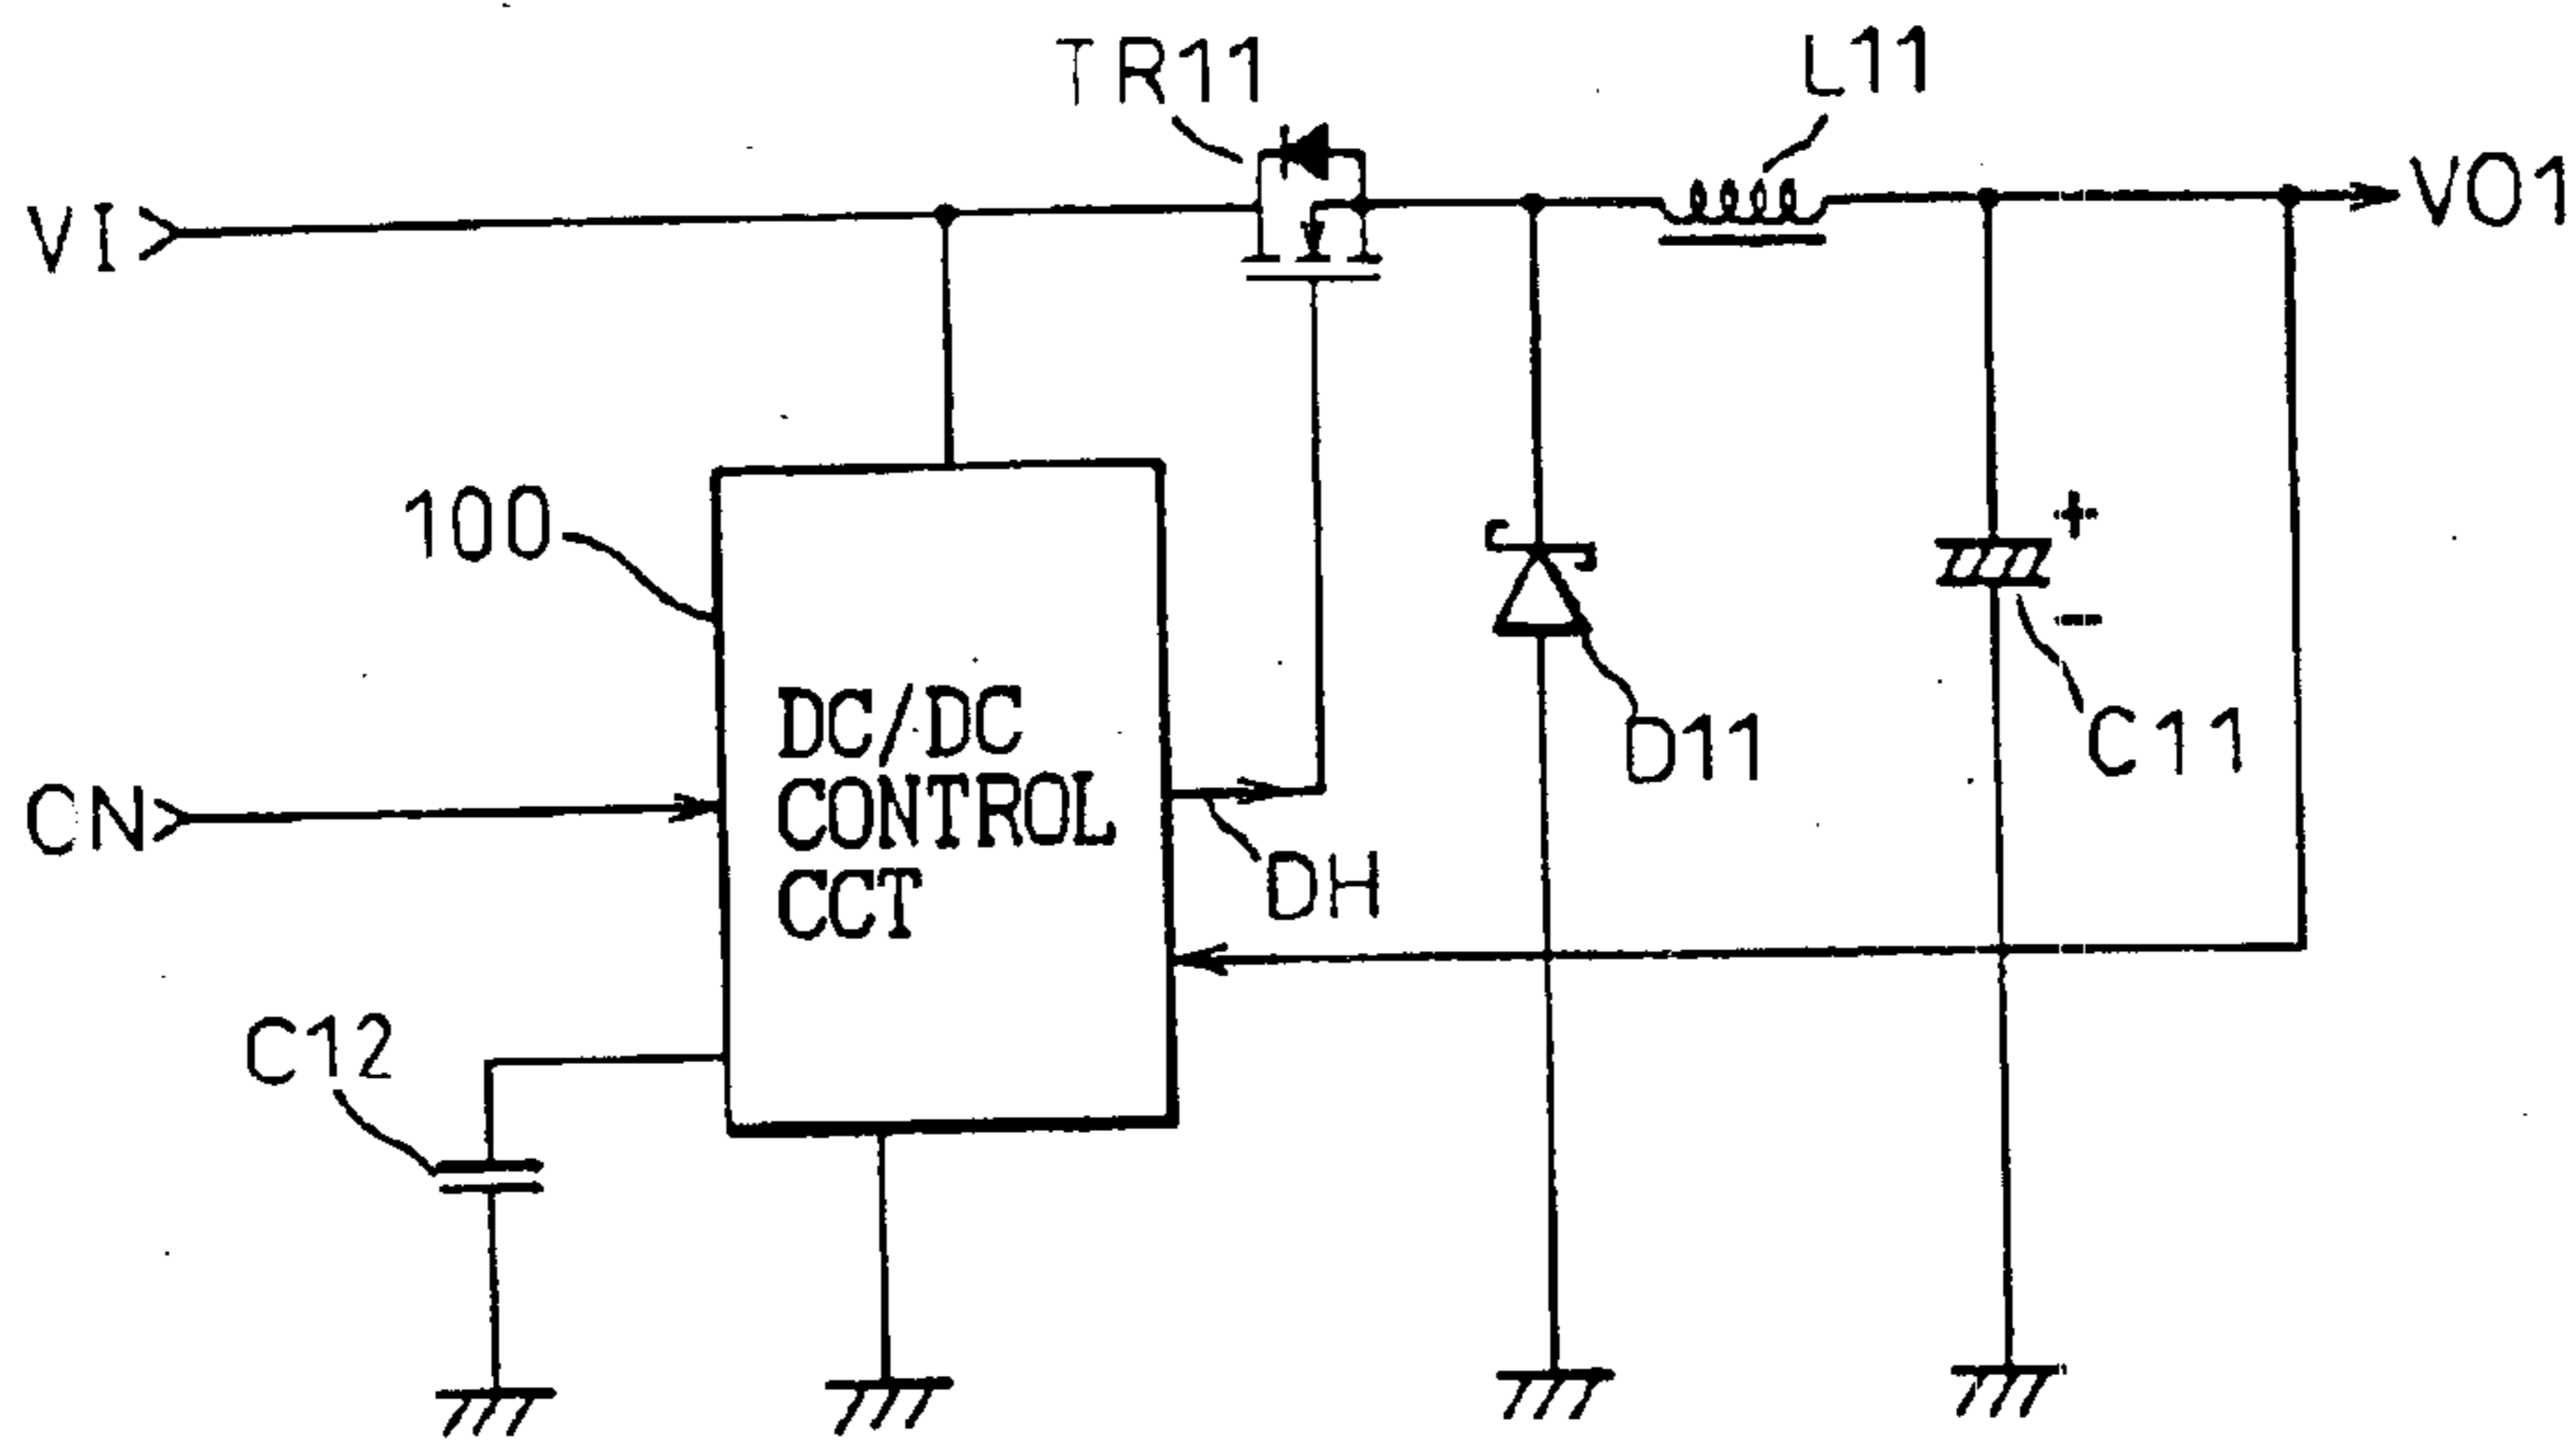 TR11
L11
VI
VO1
100
+
-
DC/DC
CONTROL
CCT
D11
C11
CN
DH
C12